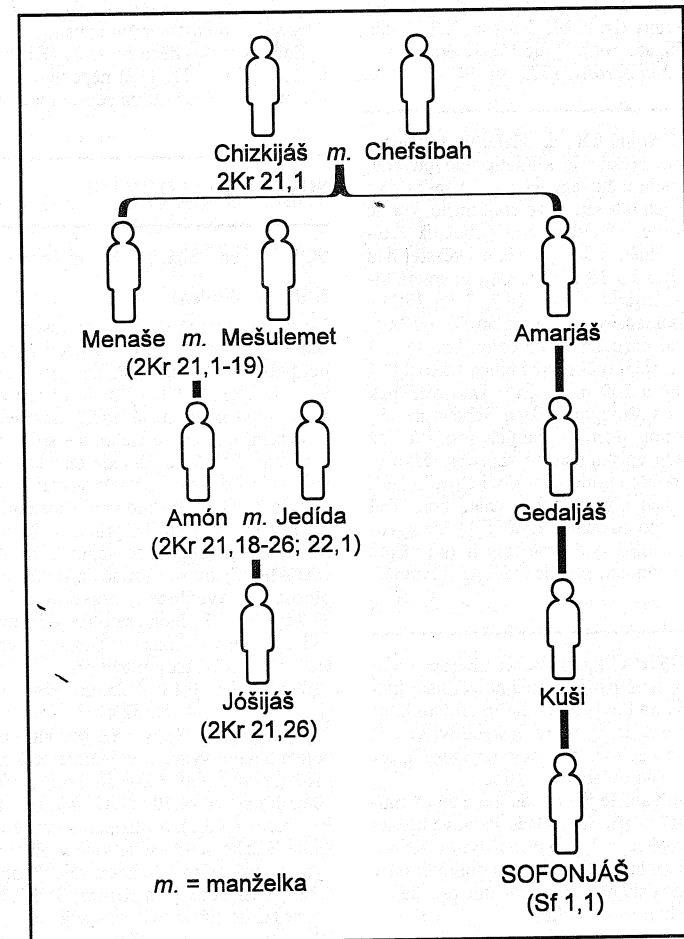 Chizkijáš m. Chefsíbah
2Kr 21,1
Menaše m. Mešulemet
(2Kr 21,1-19)
Amarjáš
Amón m. Jedída
(2Kr 21,18-26; 22,1)
Gedaljáš
Jóšijáš
(2Kr 21,26)
Kúši
m. = manželka
SOFONJÁŠ
(Sf 1,1)